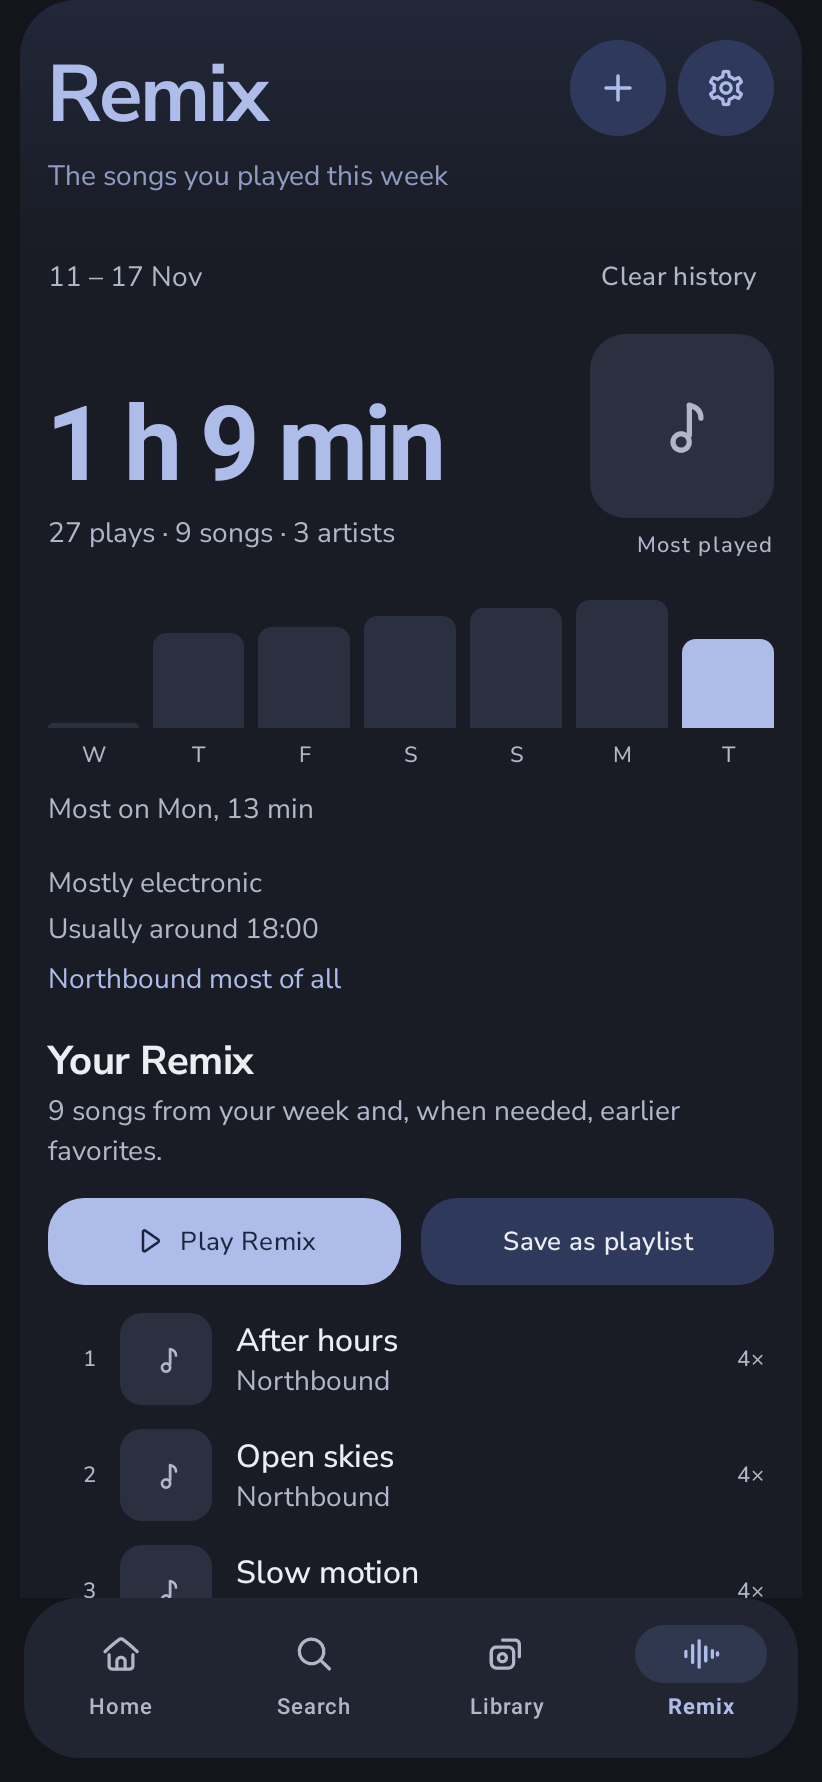 Remix
The songs you played this week
11 – 17 Nov
Clear history
1 h 9 min
27 plays · 9 songs · 3 artists
Most played
W T F S S M T
Most on Mon, 13 min
Mostly electronic
Usually around 18:00
Northbound most of all
Your Remix
9 songs from your week and, when needed, earlier
favorites.
Play Remix
Save as playlist
1 After hours 4×
Northbound
2 Open skies 4×
Northbound
3 Slow motion 4×
Home Search Library Remix